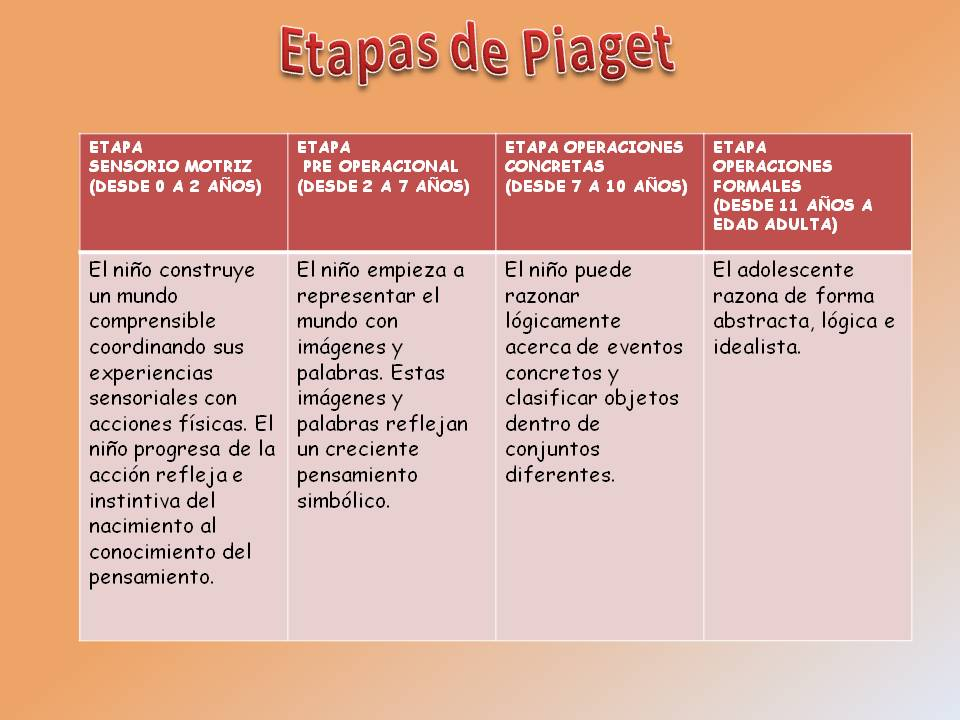 Etapas de Piaget
ETAPA
SENSORIO MOTRIZ
(DESDE 0 A 2 AÑOS)
ETAPA
PRE OPERACIONAL
(DESDE 2 A 7 AÑOS)
ETAPA OPERACIONES
CONCRETAS
(DESDE 7 A 10 AÑOS)
ETAPA
OPERACIONES
FORMALES
(DESDE 11 AÑOS A
EDAD ADULTA)
El niño construye
un mundo
comprensible
coordinando sus
experiencias
sensoriales con
acciones físicas. El
niño progresa de la
acción refleja e
instintiva del
nacimiento al
conocimiento del
pensamiento.
El niño empieza a
representar el
mundo con
imágenes y
palabras. Estas
imágenes y
palabras reflejan
un creciente
pensamiento
simbólico.
El niño puede
razonar
lógicamente
acerca de eventos
concretos y
clasificar objetos
dentro de
conjuntos
diferentes.
El adolescente
razona de forma
abstracta, lógica e
idealista.